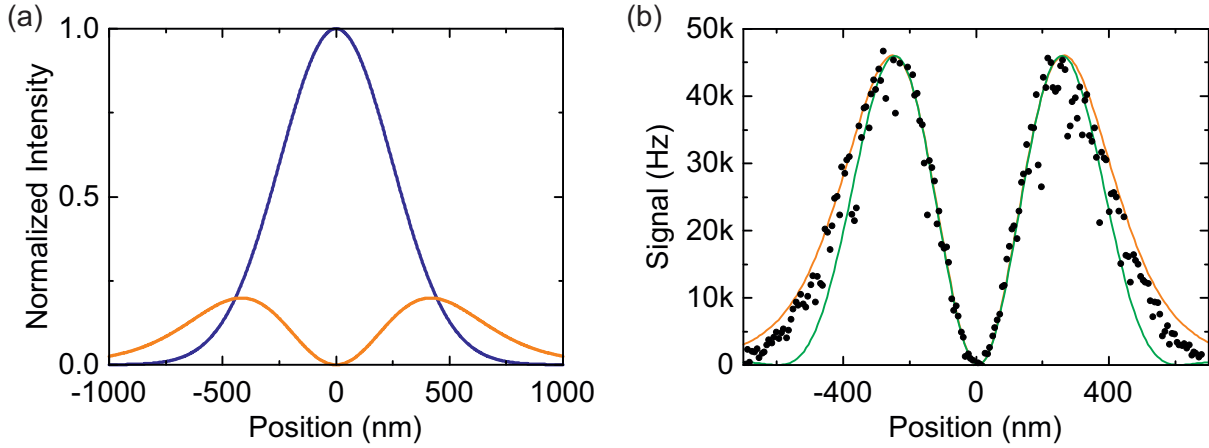 (a)
Normalized Intensity
1.0
0.5
0.0
-1000
-500
0
500
1000
Position (nm)
(b)
Signal (Hz)
50k
40k
30k
20k
10k
0
-400
0
400
Position (nm)